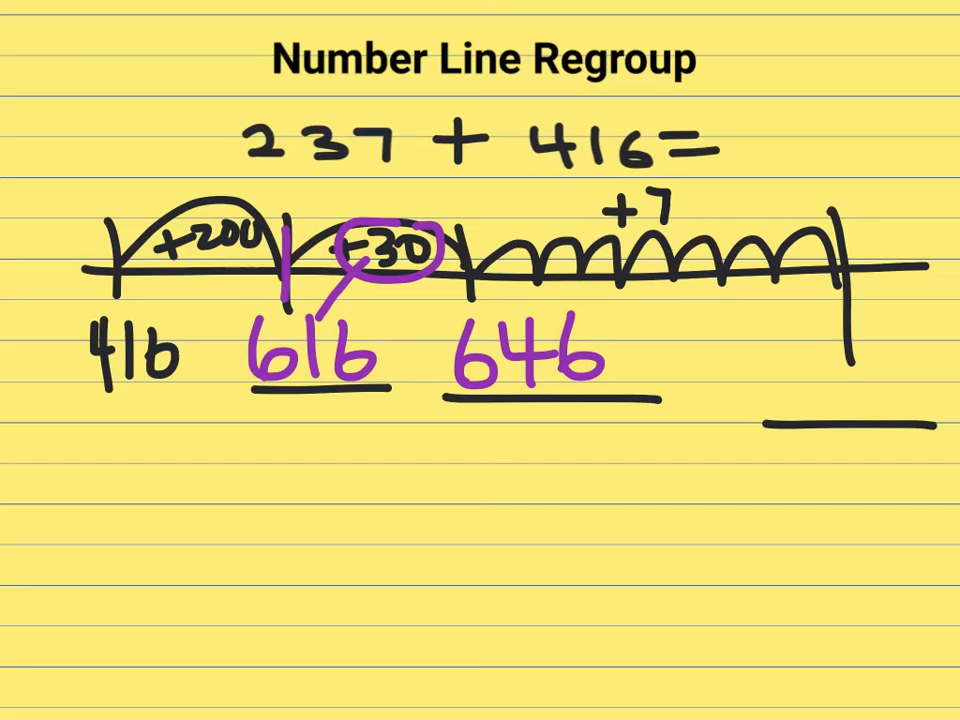 Number Line Regroup
237 + 416=
+7
+200 +30
416 616 646